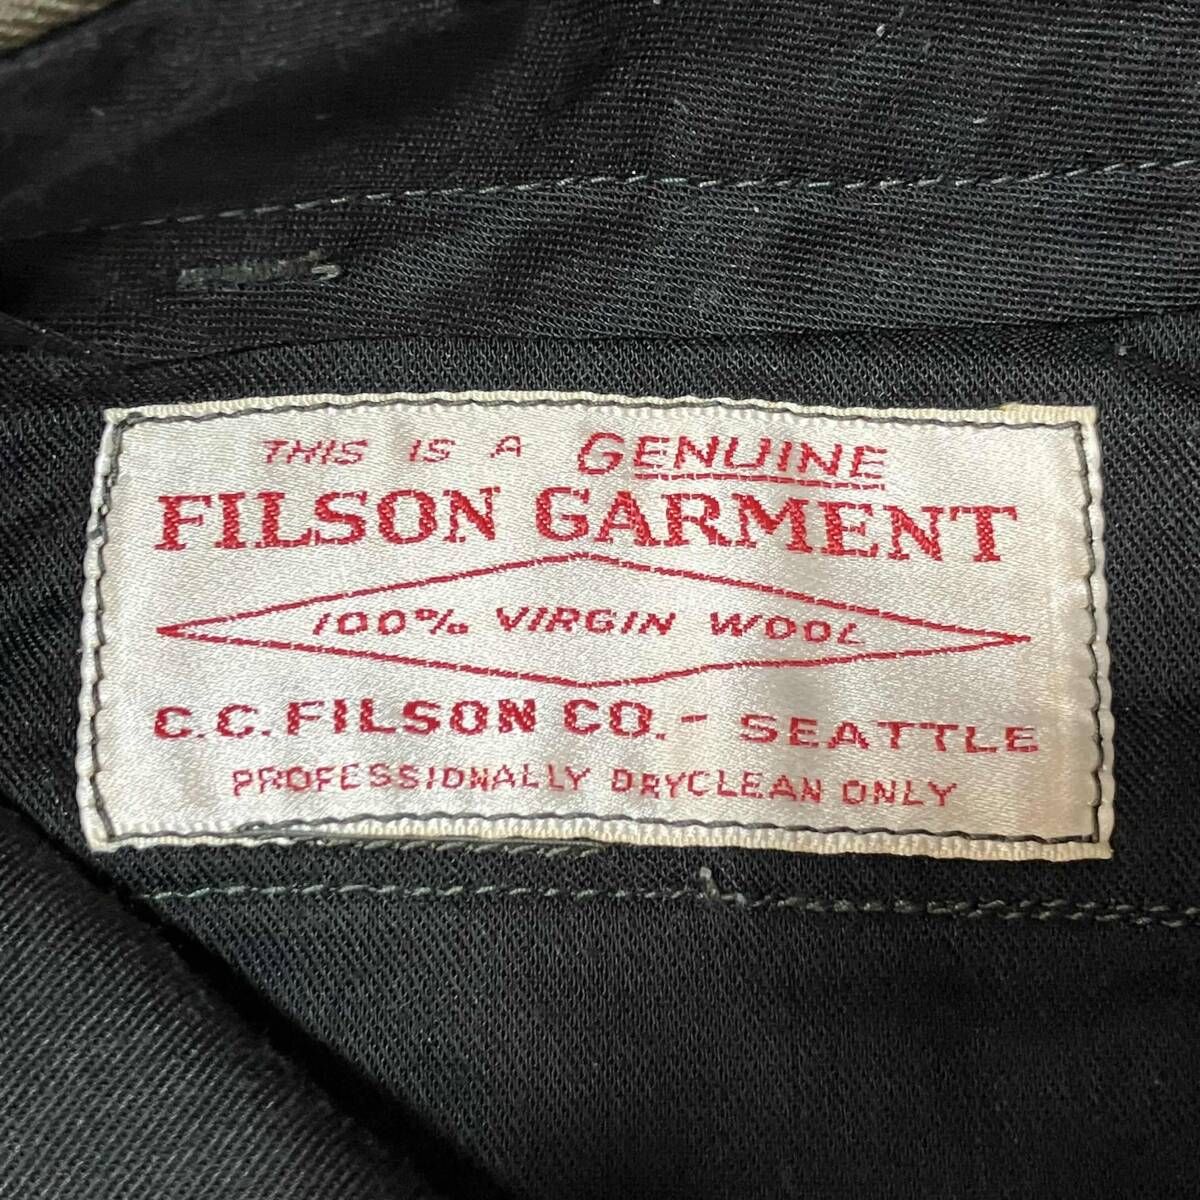 THIS IS A GENUINE
FILSON GARMENT
100% VIRGIN WOOL
C.C. FILSON CO. - SEATTLE
PROFESSIONALLY DRYCLEAN ONLY